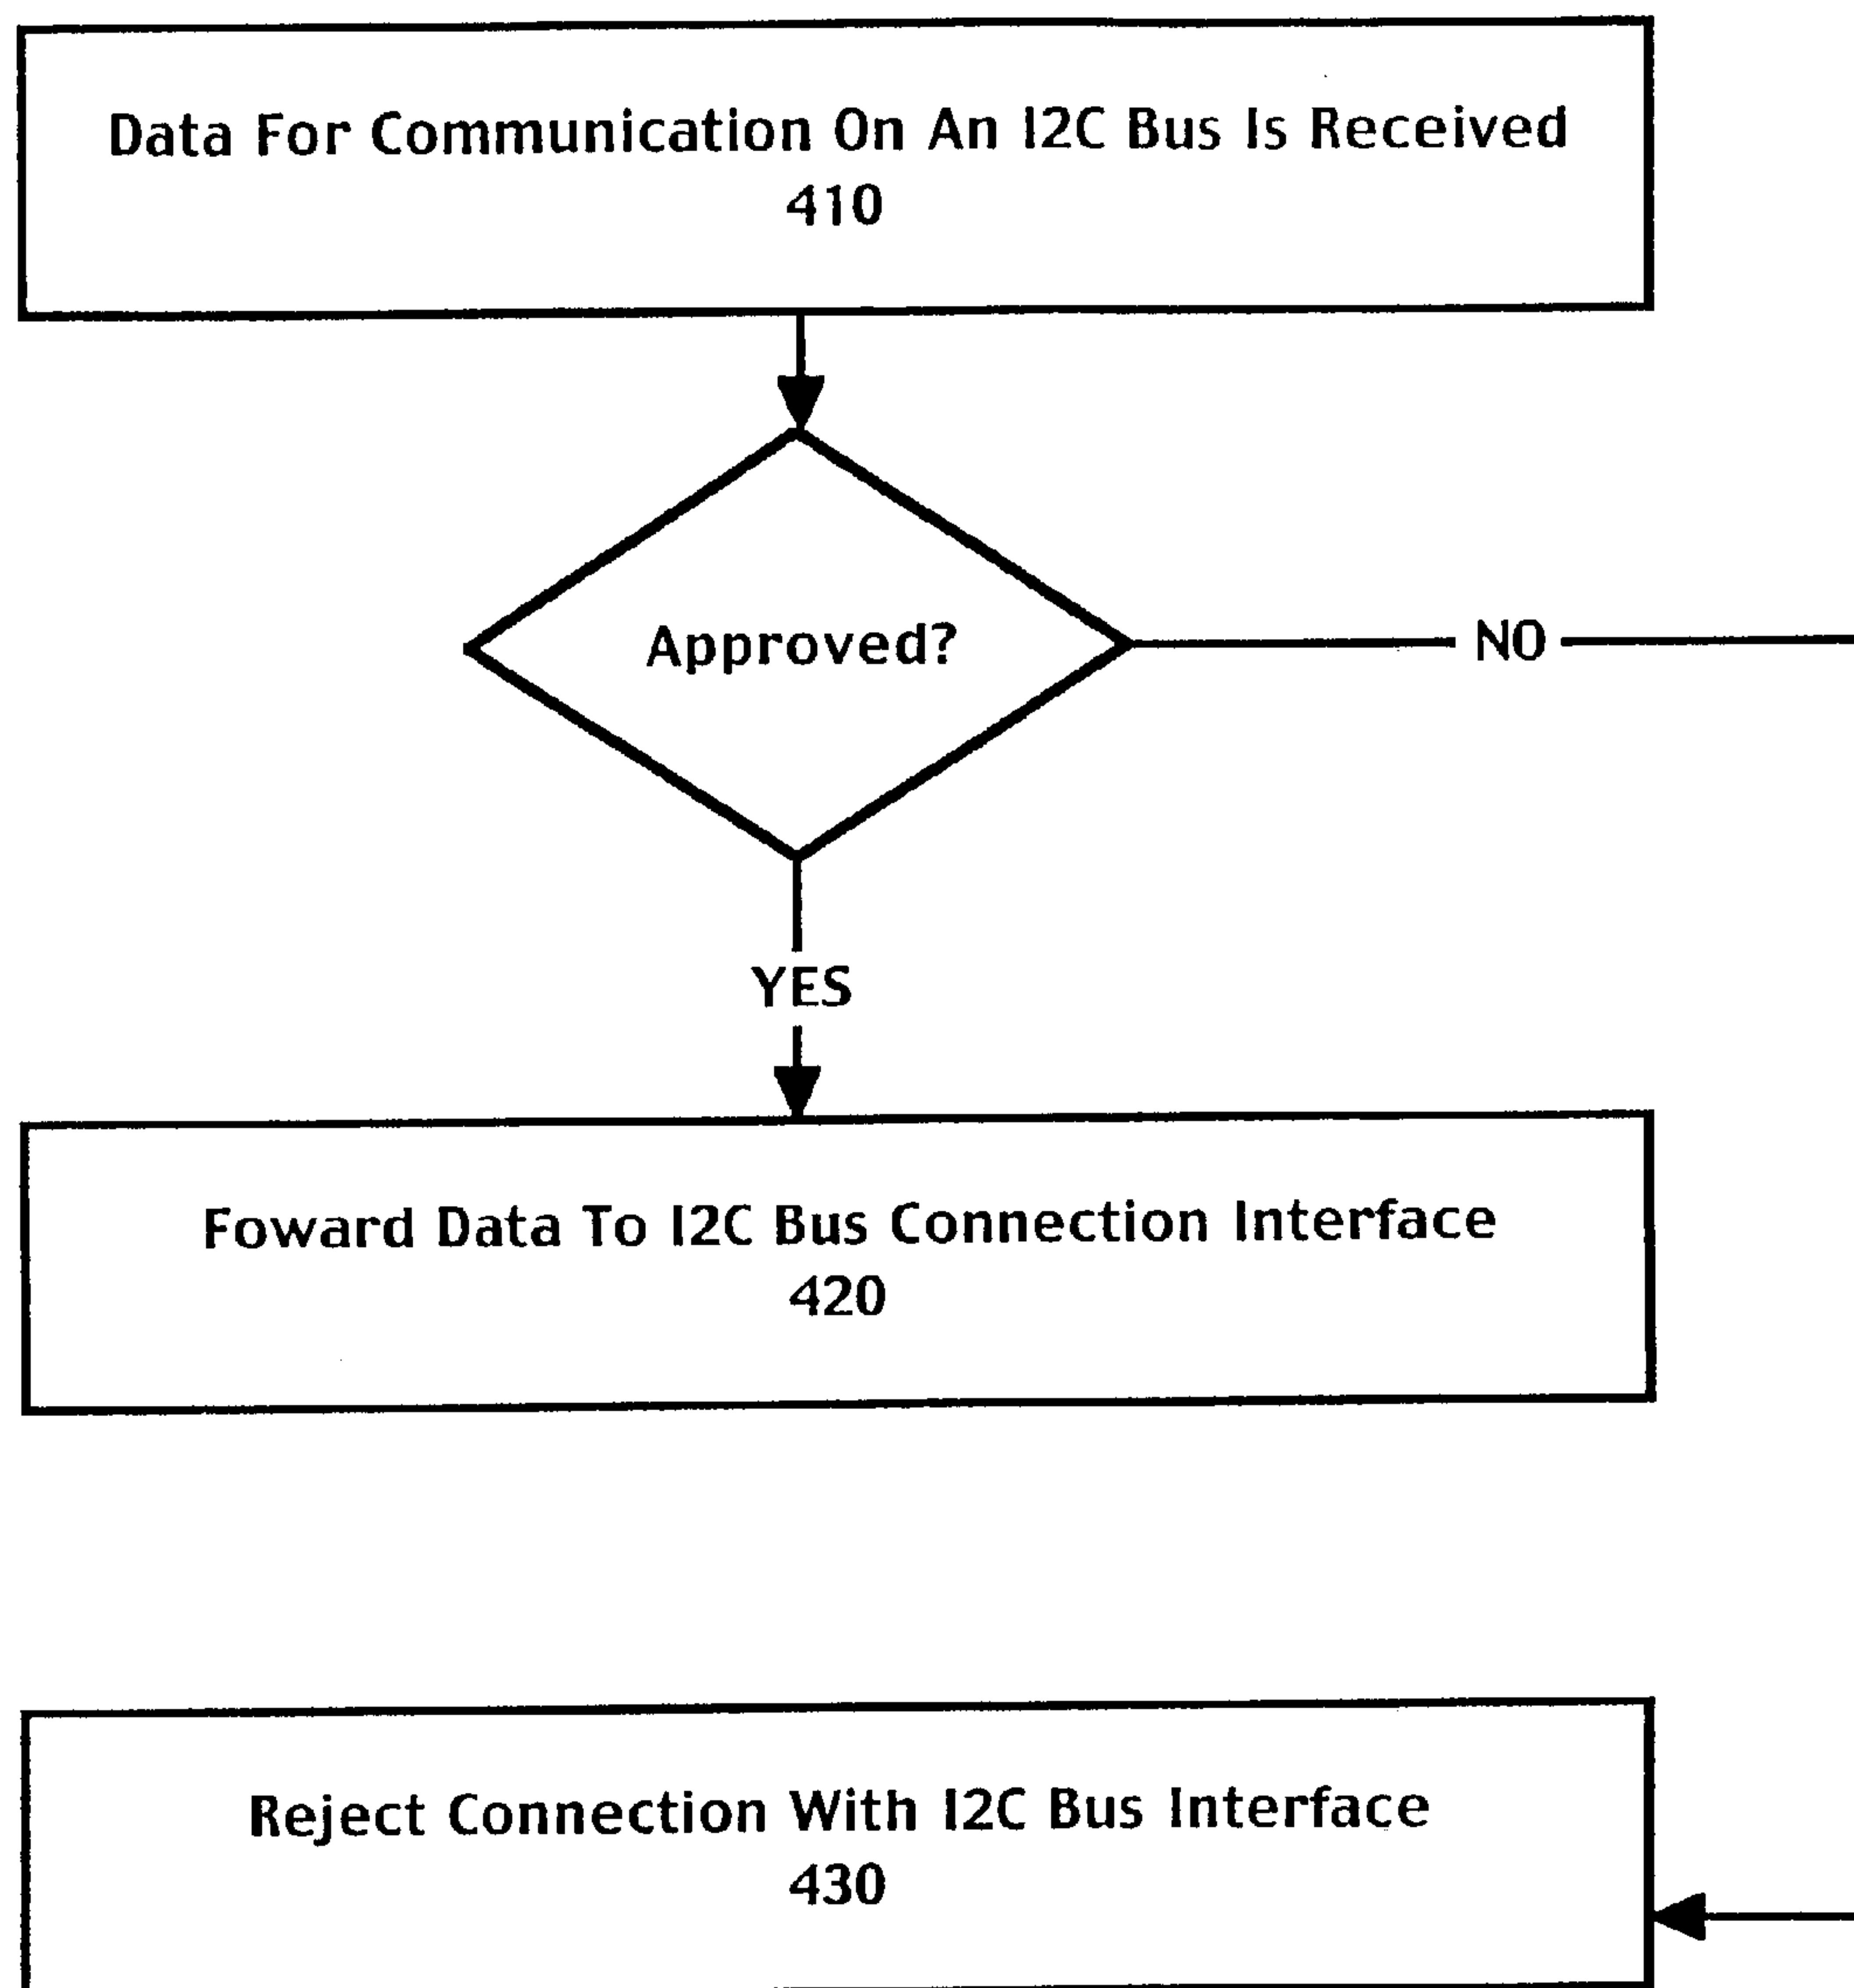 Data For Communication On An I2C Bus Is Received
410
Approved?
NO
YES
Foward Data To I2C Bus Connection Interface
420
Reject Connection With I2C Bus Interface
430